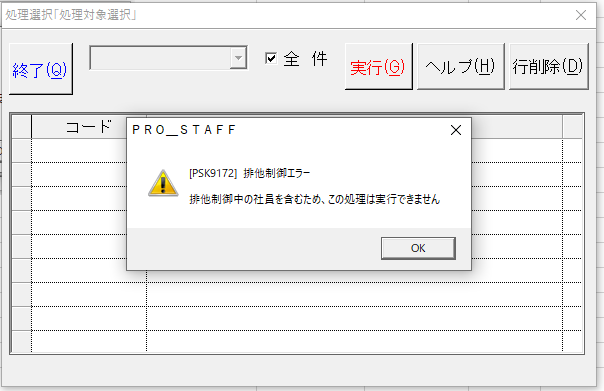 処理選択「処理対象選択」
終了(Q)
全 件
実行(G)
ヘルプ(H)
行削除(D)
コード
PRO__STAFF
[PSK9172] 排他制御エラー
排他制御中の社員を含むため、この処理は実行できません
OK